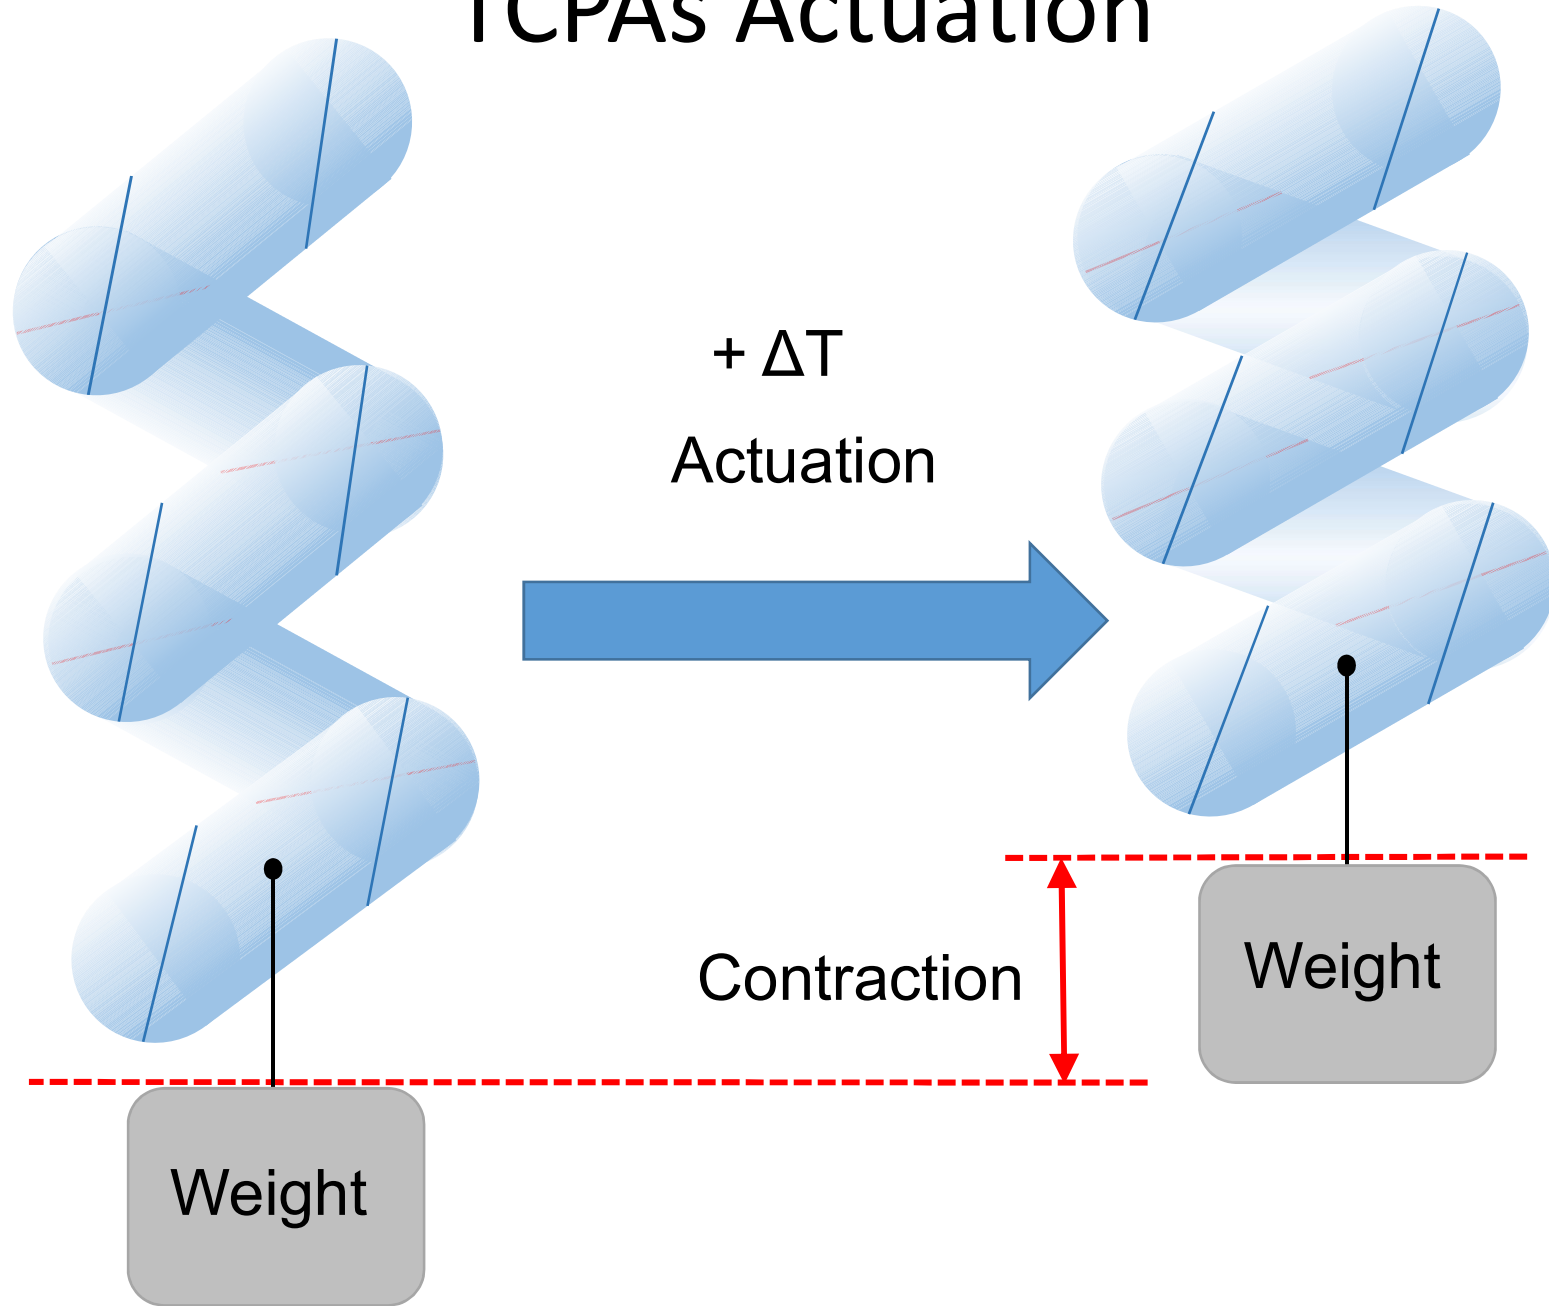 TCPAs Actuation
+ ΔT
Actuation
Contraction
Weight
Weight